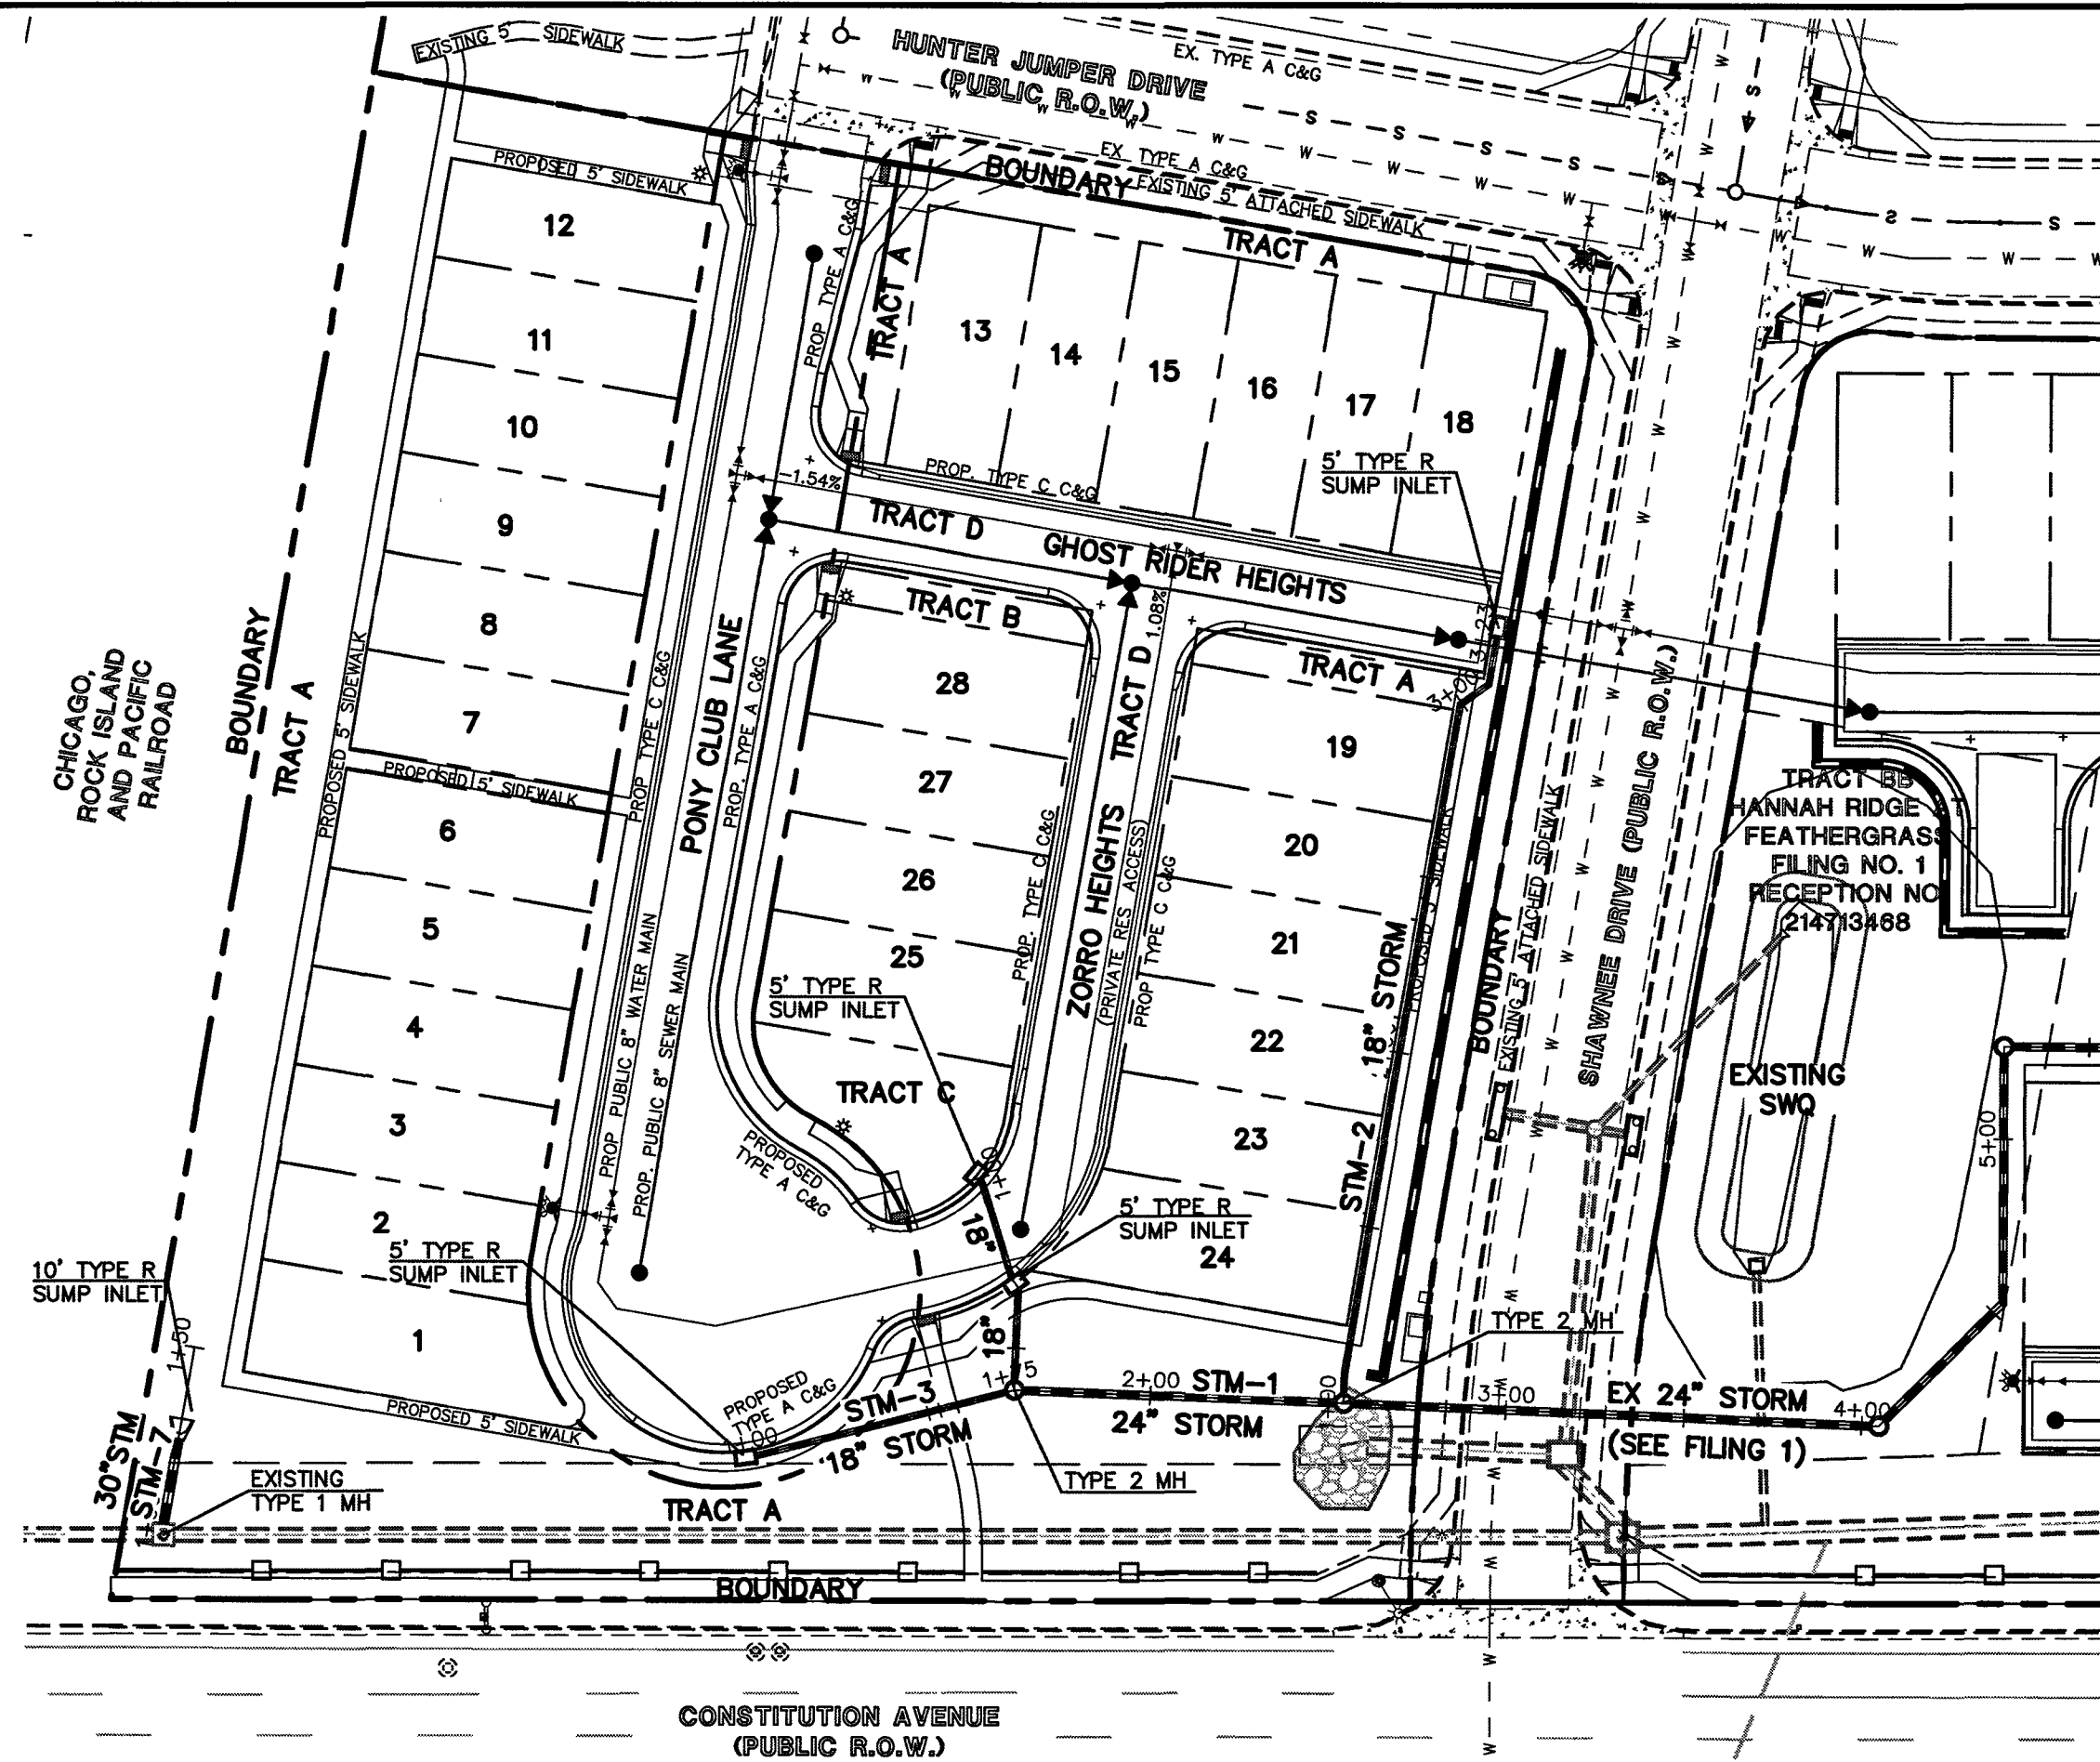 EXISTING 5' SIDEWALK
HUNTER JUMPER DRIVE
(PUBLIC R.O.W.)
EX. TYPE A C&G
EX TYPE A C&G
BOUNDARY
EXISTING 5' ATTACHED SIDEWALK
TRACT A
PROPOSED 5' SIDEWALK
12
11
10
9
8
7
PROPOSED 5' SIDEWALK
6
5
4
3
2
1
PROP TYPE A C&G
TRACT A
13
14
15
16
17
18
5' TYPE R
SUMP INLET
PROP. TYPE C C&G
-1.54%
TRACT D
GHOST RIDER HEIGHTS
TRACT B
28
27
26
25
TRACT C
1.08%
TRACT D
ZORRO HEIGHTS
(PRIVATE RES ACCESS)
PROP. TYPE C C&G
PROP TYPE C C&G
TRACT A
3+00
19
20
21
22
23
24
PONY CLUB LANE
PROP TYPE C C&G
PROP. TYPE A C&G
PROP PUBLIC 8" WATER MAIN
PROP. PUBLIC 8" SEWER MAIN
PROPOSED 5' SIDEWALK
BOUNDARY
TRACT A
CHICAGO,
ROCK ISLAND
AND PACIFIC
RAILROAD
5' TYPE R
SUMP INLET
PROPOSED
TYPE A C&G
18"
5' TYPE R
SUMP INLET
18"
STM-2
18" STORM
PROPOSED 5' SIDEWALK
BOUNDARY
EXISTING 5' ATTACHED SIDEWALK
SHAWNEE DRIVE (PUBLIC R.O.W.)
TRACT BB
HANNAH RIDGE AT
FEATHERGRASS
FILING NO. 1
RECEPTION NO
214713468
EXISTING
SWQ
5+00
10' TYPE R
SUMP INLET
5' TYPE R
SUMP INLET
1+50
30" STM
STM-7
EXISTING
TYPE 1 MH
PROPOSED 5' SIDEWALK
PROPOSED
TYPE A C&G
STM-3
18" STORM
TRACT A
TYPE 2 MH
2+00
STM-1
24" STORM
TYPE 2 MH
3+00
EX 24" STORM
(SEE FILING 1)
4+00
BOUNDARY
CONSTITUTION AVENUE
(PUBLIC R.O.W.)